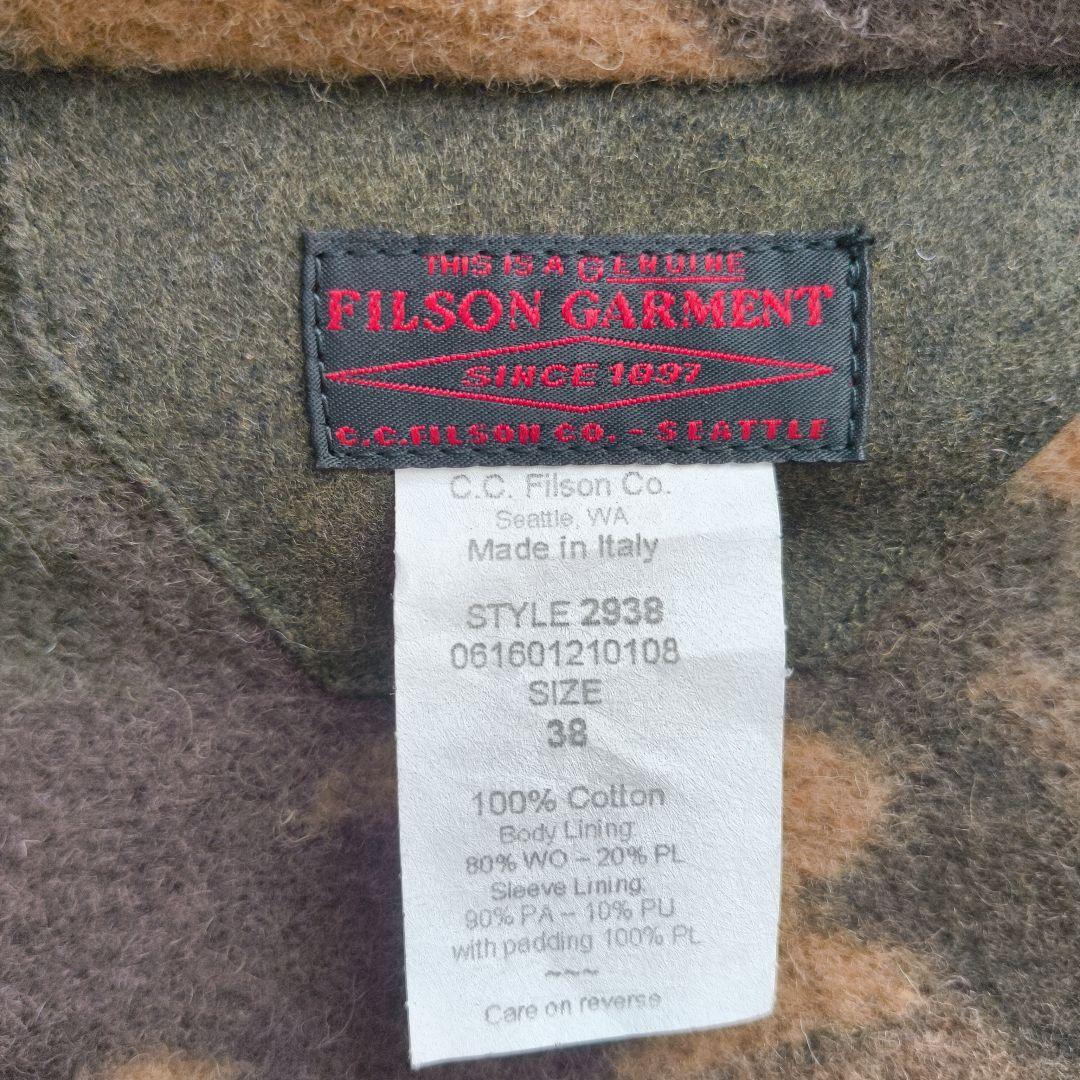 THIS IS A GENUINE
FILSON GARMENT
SINCE 1897
C.C.FILSON CO. - SEATTLE
C.C. Filson Co.
Seattle, WA
Made in Italy
STYLE 2938
061601210108
SIZE
38
100% Cotton
Body Lining:
80% WO – 20% PL
Sleeve Lining:
90% PA – 10% PU
with padding 100% PL
~~~
Care on reverse